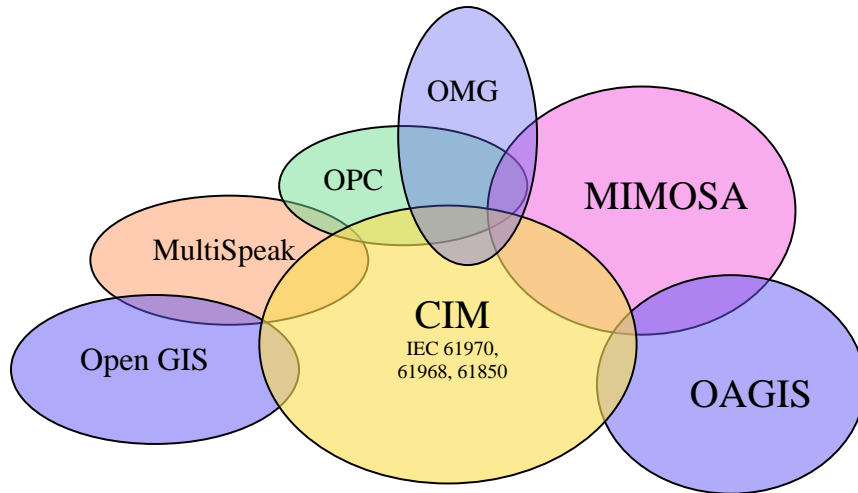 OMG
OPC
MIMOSA
MultiSpeak
CIM
IEC 61970,
61968, 61850
Open GIS
OAGIS